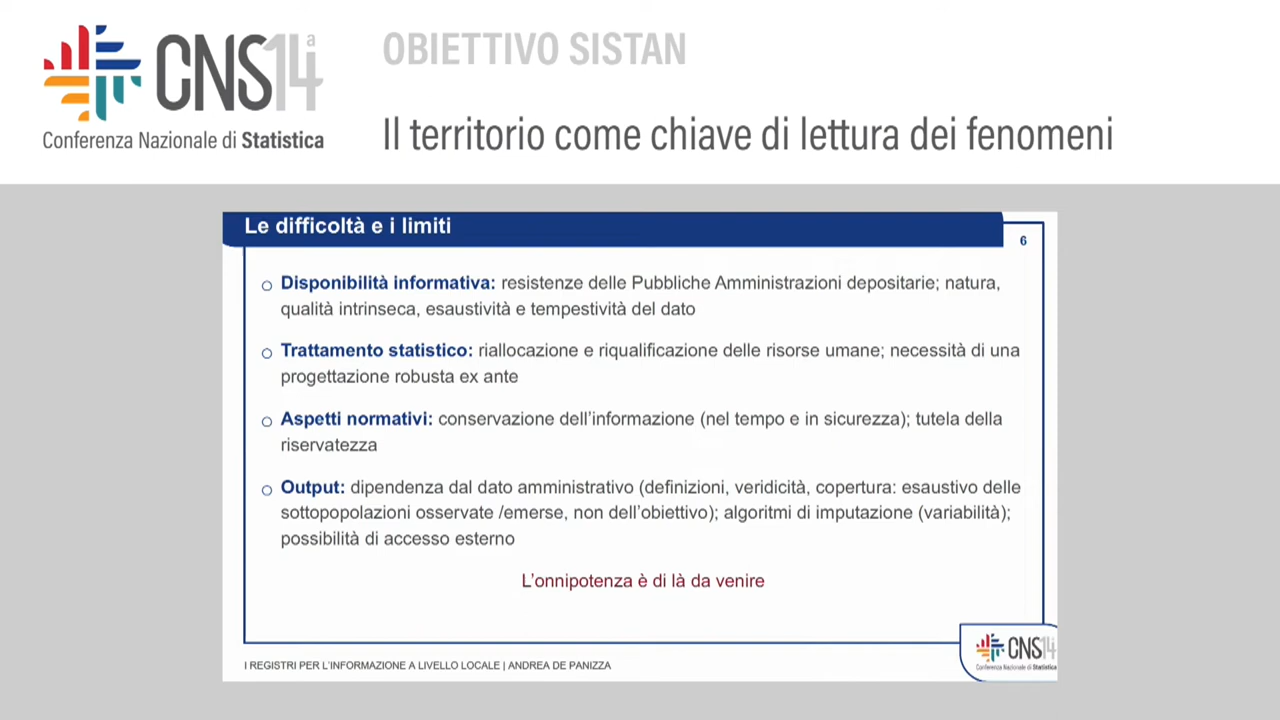 CNS14a
Conferenza Nazionale di Statistica
OBIETTIVO SISTAN
Il territorio come chiave di lettura dei fenomeni
Le difficoltà e i limiti
6
Disponibilità informativa: resistenze delle Pubbliche Amministrazioni depositarie; natura,
qualità intrinseca, esaustività e tempestività del dato
Trattamento statistico: riallocazione e riqualificazione delle risorse umane; necessità di una
progettazione robusta ex ante
Aspetti normativi: conservazione dell'informazione (nel tempo e in sicurezza); tutela della
riservatezza
Output: dipendenza dal dato amministrativo (definizioni, veridicità, copertura: esaustivo delle
sottopopolazioni osservate /emerse, non dell'obiettivo); algoritmi di imputazione (variabilità);
possibilità di accesso esterno
L'onnipotenza è di là da venire
I REGISTRI PER L'INFORMAZIONE A LIVELLO LOCALE | ANDREA DE PANIZZA
CNS14
Conferenza Nazionale di Statistica